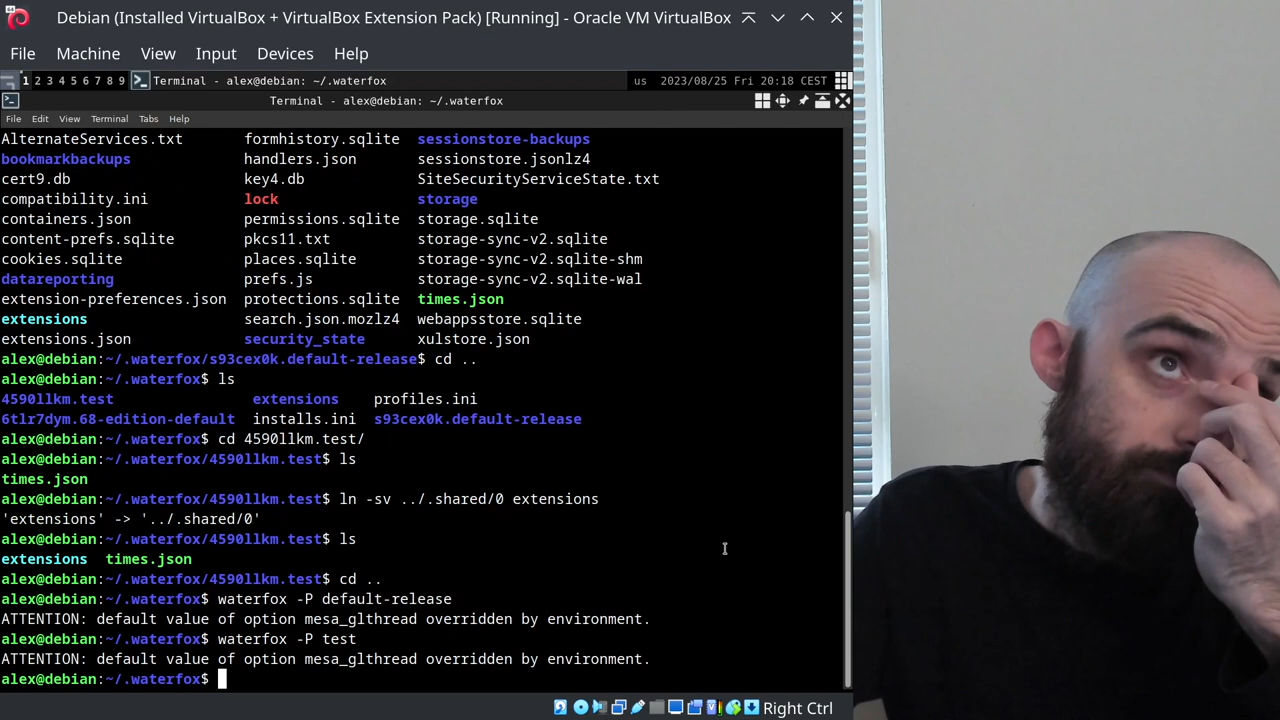 Debian (Installed VirtualBox + VirtualBox Extension Pack) [Running] - Oracle VM VirtualBox
File Machine View Input Devices Help
1 2 3 4 5 6 7 8 9 Terminal - alex@debian: ~/.waterfox us 2023/08/25 Fri 20:18 CEST
Terminal - alex@debian: ~/.waterfox
File Edit View Terminal Tabs Help
AlternateServices.txt formhistory.sqlite sessionstore-backups
bookmarkbackups handlers.json sessionstore.jsonlz4
cert9.db key4.db SiteSecurityServiceState.txt
compatibility.ini lock storage
containers.json permissions.sqlite storage.sqlite
content-prefs.sqlite pkcs11.txt storage-sync-v2.sqlite
cookies.sqlite places.sqlite storage-sync-v2.sqlite-shm
datareporting prefs.js storage-sync-v2.sqlite-wal
extension-preferences.json protections.sqlite times.json
extensions search.json.mozlz4 webappsstore.sqlite
extensions.json security_state xulstore.json
alex@debian:~/.waterfox/s93cex0k.default-release$ cd ..
alex@debian:~/.waterfox$ ls
4590llkm.test extensions profiles.ini
6tlr7dym.68-edition-default installs.ini s93cex0k.default-release
alex@debian:~/.waterfox$ cd 4590llkm.test/
alex@debian:~/.waterfox/4590llkm.test$ ls
times.json
alex@debian:~/.waterfox/4590llkm.test$ ln -sv ../.shared/0 extensions
'extensions' -> '../.shared/0'
alex@debian:~/.waterfox/4590llkm.test$ ls
extensions times.json
alex@debian:~/.waterfox/4590llkm.test$ cd ..
alex@debian:~/.waterfox$ waterfox -P default-release
ATTENTION: default value of option mesa_glthread overridden by environment.
alex@debian:~/.waterfox$ waterfox -P test
ATTENTION: default value of option mesa_glthread overridden by environment.
alex@debian:~/.waterfox$
Right Ctrl